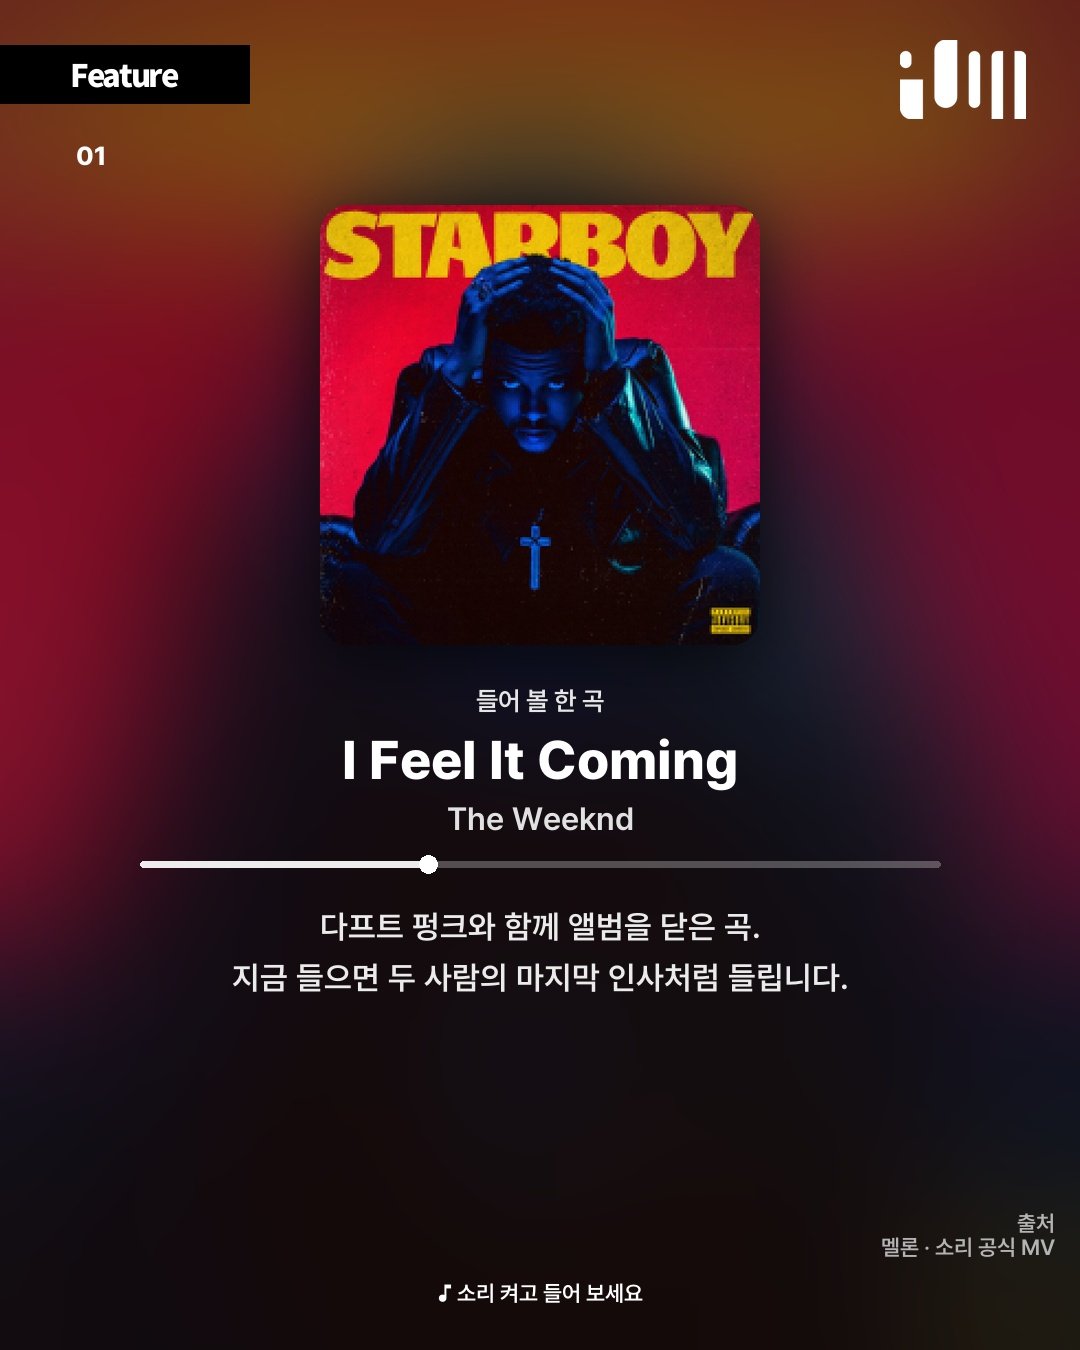 Feature
idm
01
STARBOY
들어 볼 한 곡
I Feel It Coming
The Weeknd
다프트 펑크와 함께 앨범을 닫은 곡.
지금 들으면 두 사람의 마지막 인사처럼 들립니다.
출처
멜론 · 소리 공식 MV
♪ 소리 켜고 들어 보세요